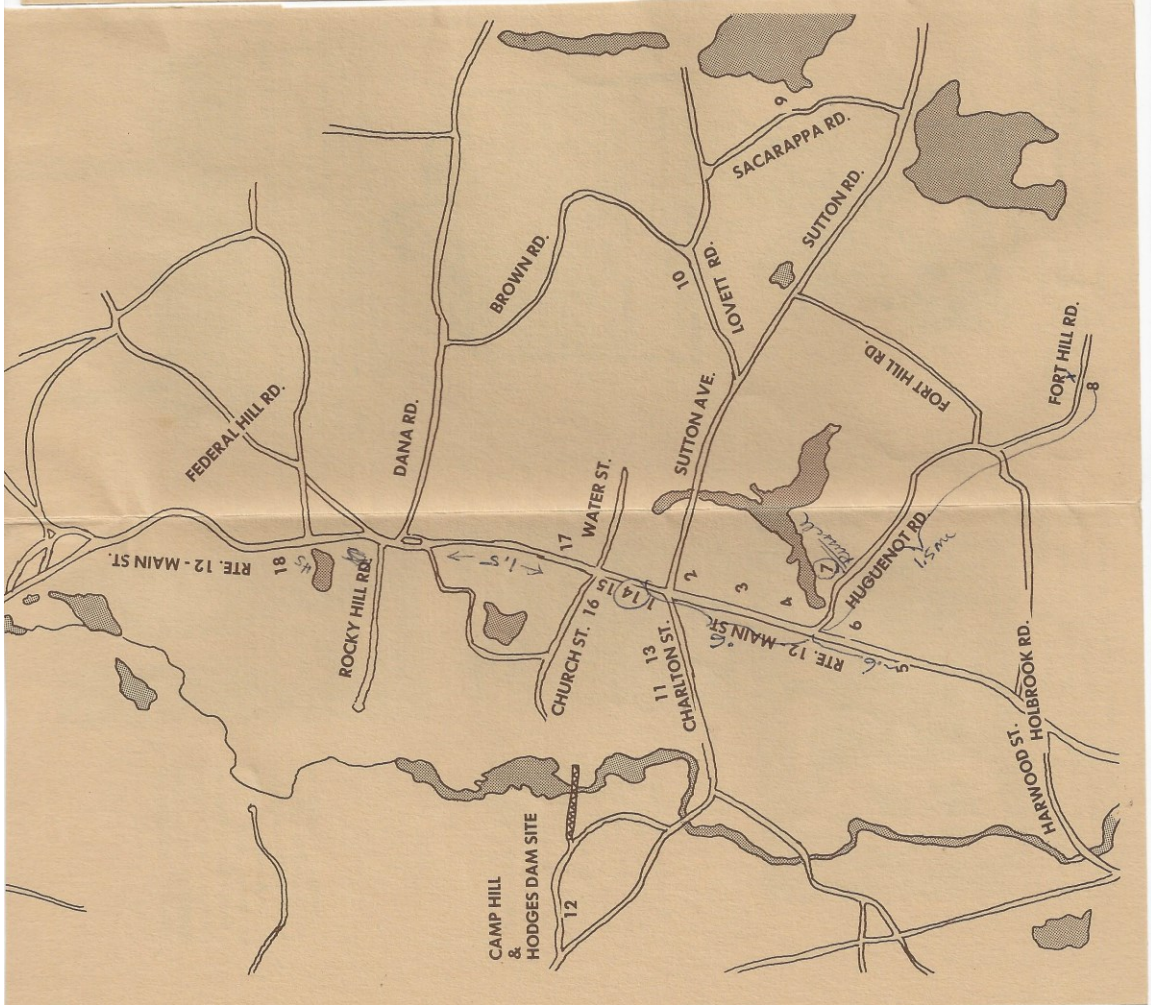 9
SACARAPPA RD.
SUTTON RD.
BROWN RD.
10
LOVETT RD.
FORT HILL RD.
FORT HILL RD.
x
8
FEDERAL HILL RD.
DANA RD.
SUTTON AVE.
WATER ST.
17
RTE. 12 - MAIN ST.
18
45
1.5
ROCKY HILL RD.
CHURCH ST.
16
15
14
1
2
3
4
7
HUGUENOT RD.
1.5 mi
6
5
RTE. 12 - MAIN ST.
.6
13
11
CHARLTON ST.
HOLBROOK RD.
HARWOOD ST.
CAMP HILL
&
HODGES DAM SITE
12